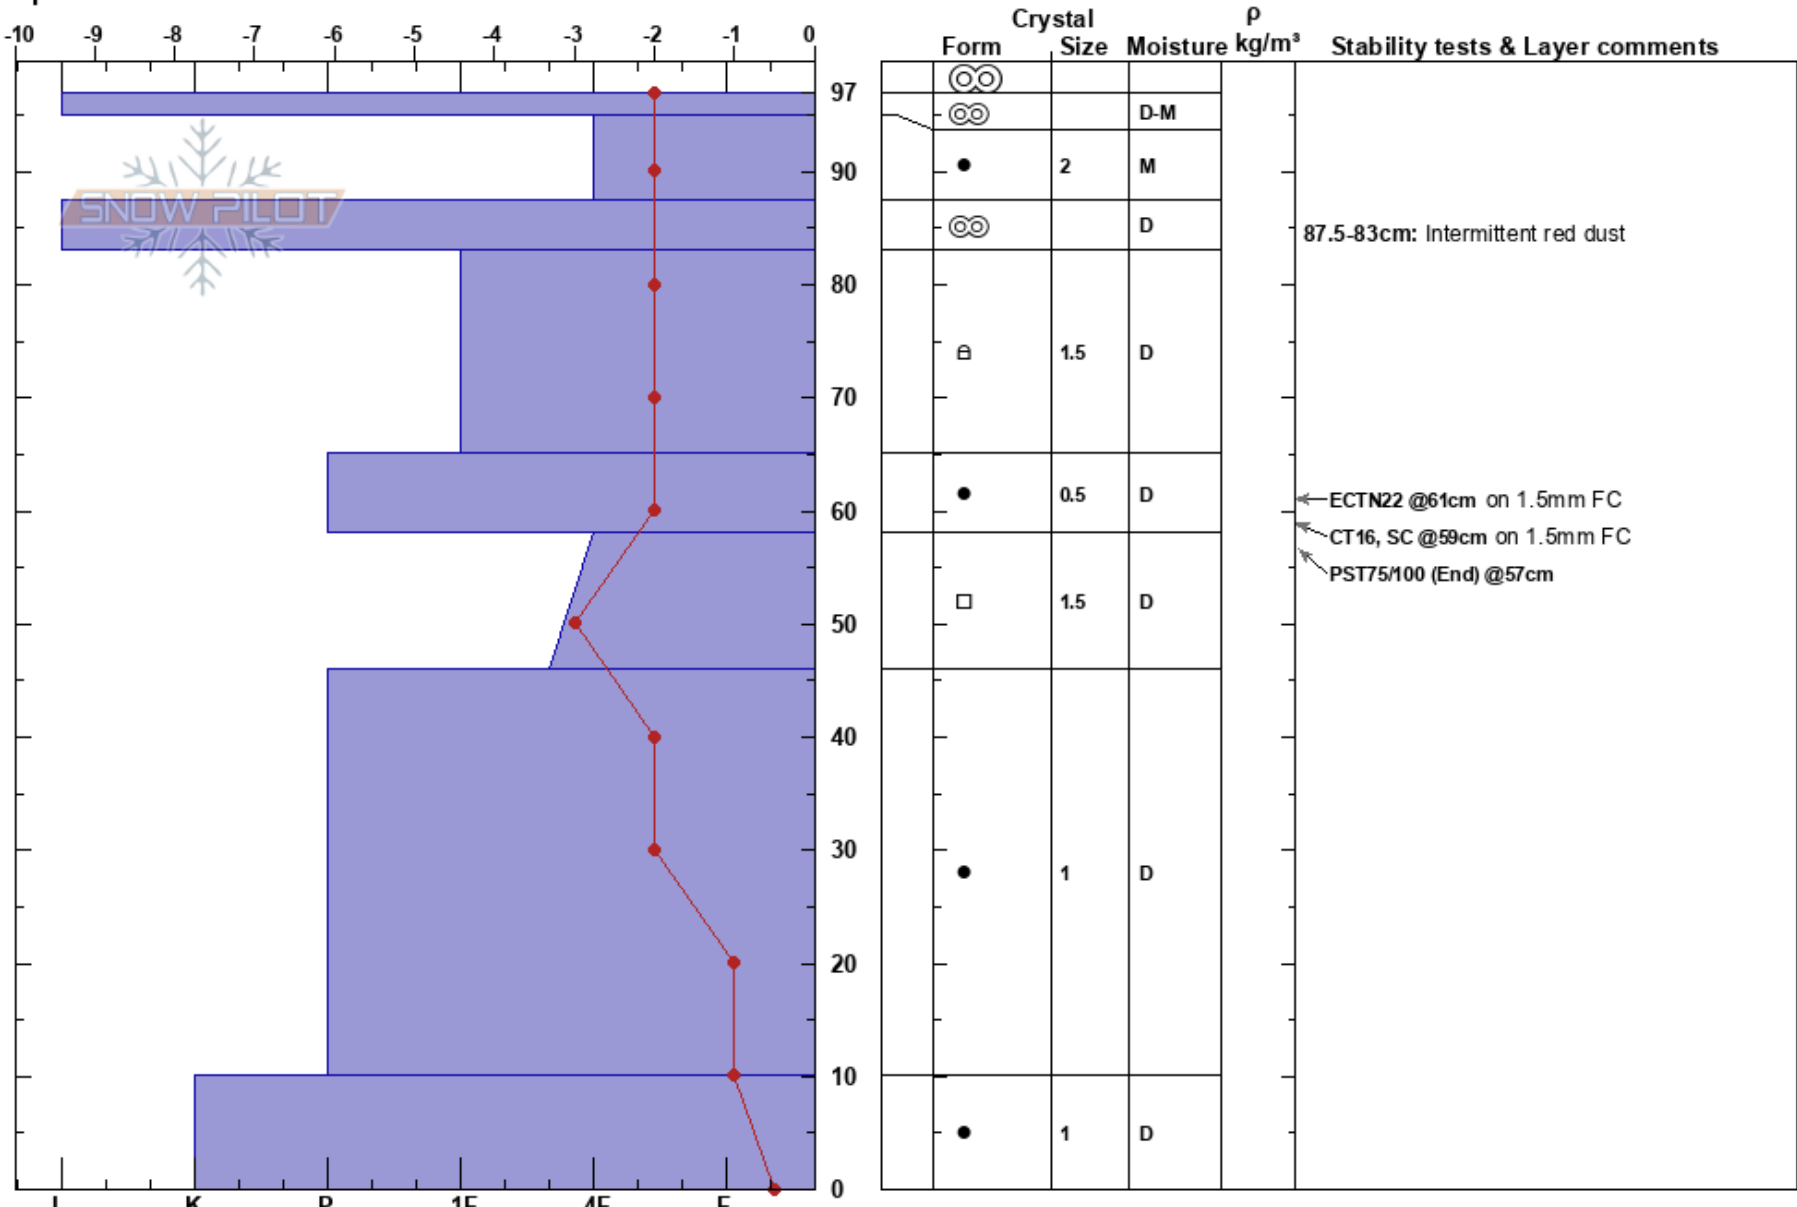 Crystal ρ
-10 -9 -8 -7 -6 -5 -4 -3 -2 -1 0
Form Size Moisture kg/m³ Stability tests & Layer comments
97
D-M
SNOW PILOT
90 2 M
D 87.5-83cm: Intermittent red dust
80
1.5 D
70
0.5 D ECTN22 @61cm on 1.5mm FC
60
CT16, SC @59cm on 1.5mm FC
PST75/100 (End) @57cm
1.5 D
50
40
30
1 D
20
10
1 D
0
I K P 1F 4F F